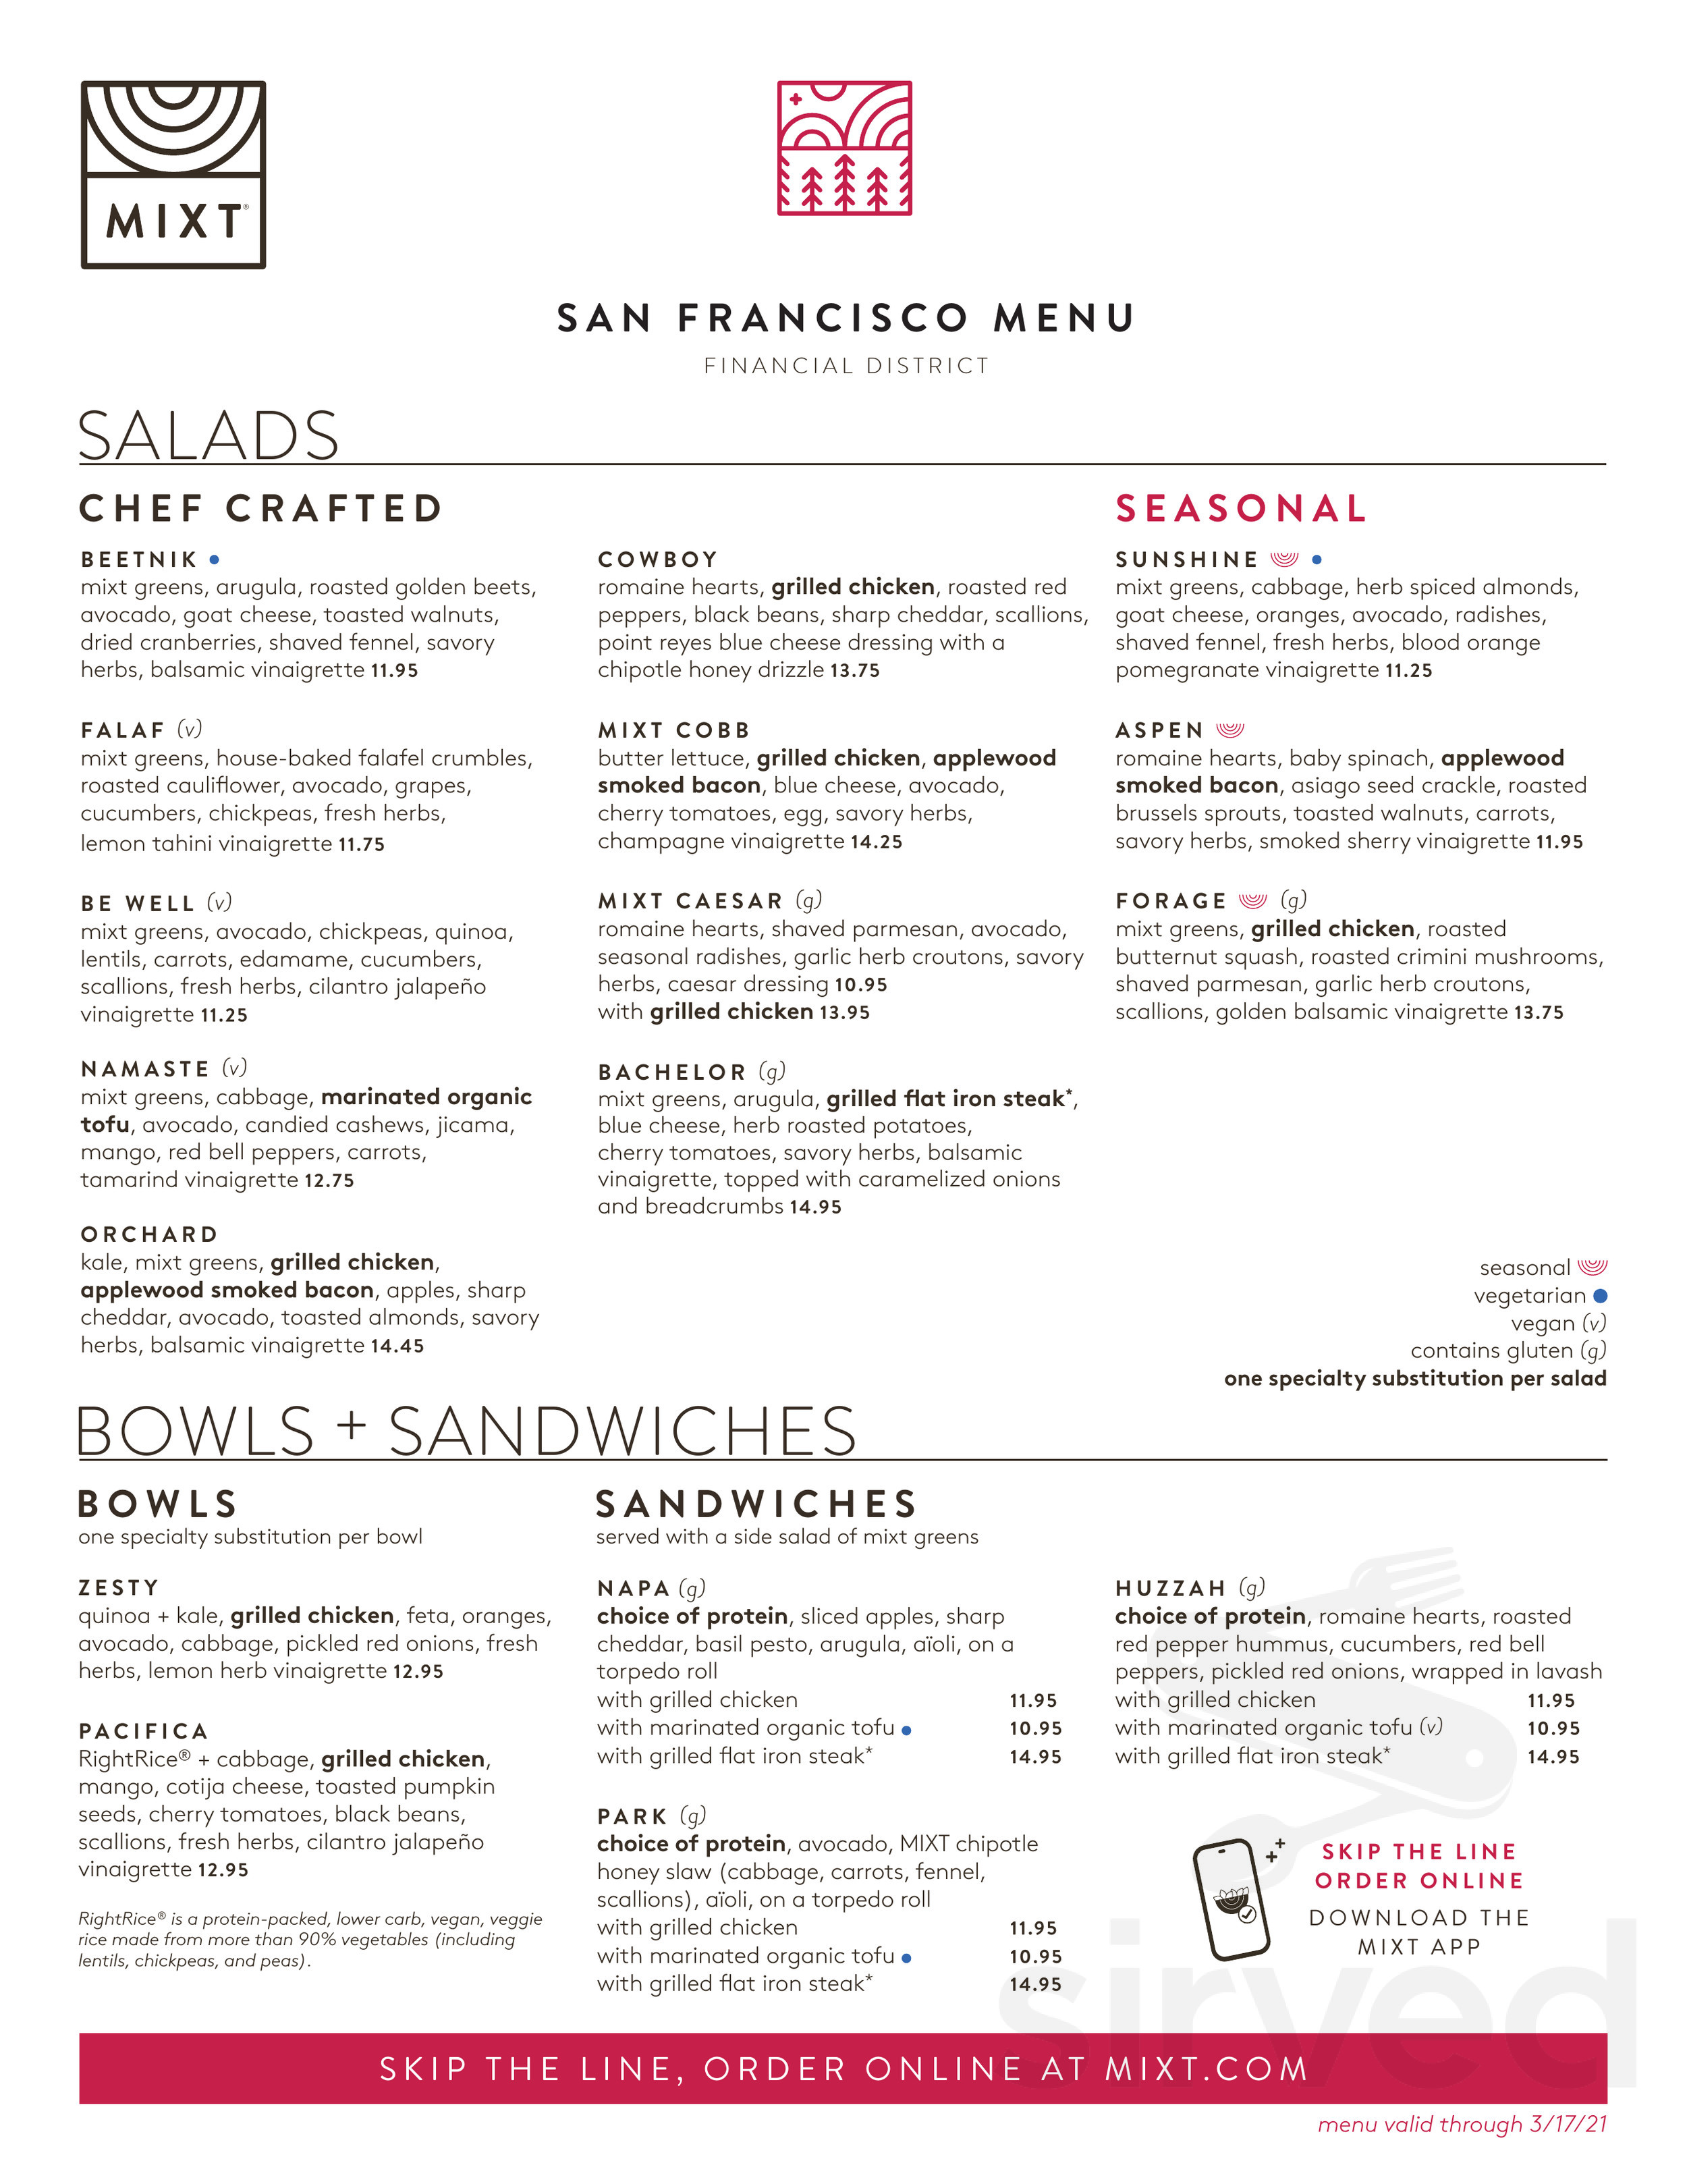 MIXT®
SAN FRANCISCO MENU
FINANCIAL DISTRICT
SALADS
CHEF CRAFTED
BEETNIK
mixt greens, arugula, roasted golden beets,
avocado, goat cheese, toasted walnuts,
dried cranberries, shaved fennel, savory
herbs, balsamic vinaigrette 11.95
FALAF (v)
mixt greens, house-baked falafel crumbles,
roasted cauliflower, avocado, grapes,
cucumbers, chickpeas, fresh herbs,
lemon tahini vinaigrette 11.75
BE WELL (v)
mixt greens, avocado, chickpeas, quinoa,
lentils, carrots, edamame, cucumbers,
scallions, fresh herbs, cilantro jalapeño
vinaigrette 11.25
NAMASTE (v)
mixt greens, cabbage, marinated organic
tofu, avocado, candied cashews, jicama,
mango, red bell peppers, carrots,
tamarind vinaigrette 12.75
ORCHARD
kale, mixt greens, grilled chicken,
applewood smoked bacon, apples, sharp
cheddar, avocado, toasted almonds, savory
herbs, balsamic vinaigrette 14.45
COWBOY
romaine hearts, grilled chicken, roasted red
peppers, black beans, sharp cheddar, scallions,
point reyes blue cheese dressing with a
chipotle honey drizzle 13.75
MIXT COBB
butter lettuce, grilled chicken, applewood
smoked bacon, blue cheese, avocado,
cherry tomatoes, egg, savory herbs,
champagne vinaigrette 14.25
MIXT CAESAR (g)
romaine hearts, shaved parmesan, avocado,
seasonal radishes, garlic herb croutons, savory
herbs, caesar dressing 10.95
with grilled chicken 13.95
BACHELOR (g)
mixt greens, arugula, grilled flat iron steak*,
blue cheese, herb roasted potatoes,
cherry tomatoes, savory herbs, balsamic
vinaigrette, topped with caramelized onions
and breadcrumbs 14.95
SEASONAL
SUNSHINE
mixt greens, cabbage, herb spiced almonds,
goat cheese, oranges, avocado, radishes,
shaved fennel, fresh herbs, blood orange
pomegranate vinaigrette 11.25
ASPEN
romaine hearts, baby spinach, applewood
smoked bacon, asiago seed crackle, roasted
brussels sprouts, toasted walnuts, carrots,
savory herbs, smoked sherry vinaigrette 11.95
FORAGE (g)
mixt greens, grilled chicken, roasted
butternut squash, roasted crimini mushrooms,
shaved parmesan, garlic herb croutons,
scallions, golden balsamic vinaigrette 13.75
seasonal
vegetarian
vegan (v)
contains gluten (g)
one specialty substitution per salad
BOWLS + SANDWICHES
BOWLS
one specialty substitution per bowl
ZESTY
quinoa + kale, grilled chicken, feta, oranges,
avocado, cabbage, pickled red onions, fresh
herbs, lemon herb vinaigrette 12.95
PACIFICA
RightRice® + cabbage, grilled chicken,
mango, cotija cheese, toasted pumpkin
seeds, cherry tomatoes, black beans,
scallions, fresh herbs, cilantro jalapeño
vinaigrette 12.95
RightRice® is a protein-packed, lower carb, vegan, veggie
rice made from more than 90% vegetables (including
lentils, chickpeas, and peas).
SANDWICHES
served with a side salad of mixt greens
NAPA (g)
choice of protein, sliced apples, sharp
cheddar, basil pesto, arugula, aïoli, on a
torpedo roll
with grilled chicken 11.95
with marinated organic tofu 10.95
with grilled flat iron steak* 14.95
PARK (g)
choice of protein, avocado, MIXT chipotle
honey slaw (cabbage, carrots, fennel,
scallions), aïoli, on a torpedo roll
with grilled chicken 11.95
with marinated organic tofu 10.95
with grilled flat iron steak* 14.95
HUZZAH (g)
choice of protein, romaine hearts, roasted
red pepper hummus, cucumbers, red bell
peppers, pickled red onions, wrapped in lavash
with grilled chicken 11.95
with marinated organic tofu (v) 10.95
with grilled flat iron steak* 14.95
SKIP THE LINE
ORDER ONLINE
DOWNLOAD THE
MIXT APP
sirved
SKIP THE LINE, ORDER ONLINE AT MIXT.COM
menu valid through 3/17/21